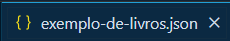 { } exemplo-de-livros.json ×